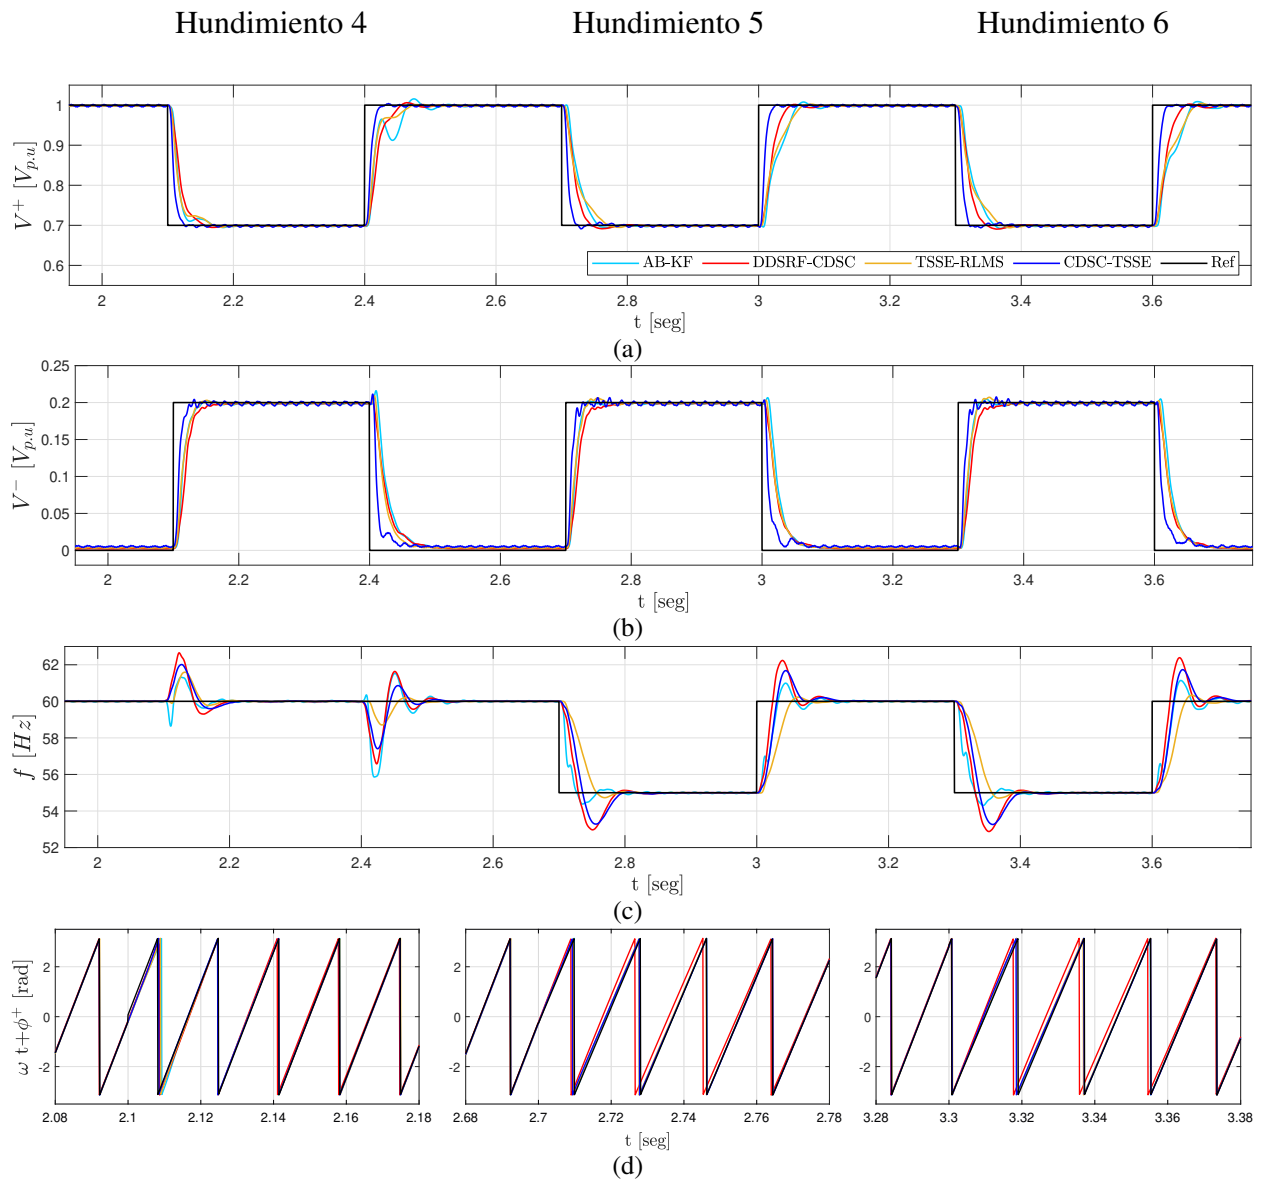 Hundimiento 4 Hundimiento 5 Hundimiento 6
V⁺ [V_{p.u}]
1
0.9
0.8
0.7
0.6
AB-KF DDSRF-CDSC TSSE-RLMS CDSC-TSSE Ref
2 2.2 2.4 2.6 2.8 3 3.2 3.4 3.6
t [seg]
(a)
V⁻ [V_{p.u}]
0.25
0.2
0.15
0.1
0.05
0
2 2.2 2.4 2.6 2.8 3 3.2 3.4 3.6
t [seg]
(b)
f [Hz]
62
60
58
56
54
52
2 2.2 2.4 2.6 2.8 3 3.2 3.4 3.6
t [seg]
(c)
ω t+ϕ⁺ [rad]
2 2 2
0 0 0
-2 -2 -2
2.08 2.1 2.12 2.14 2.16 2.18 2.68 2.7 2.72 2.74 2.76 2.78 3.28 3.3 3.32 3.34 3.36 3.38
t [seg]
(d)